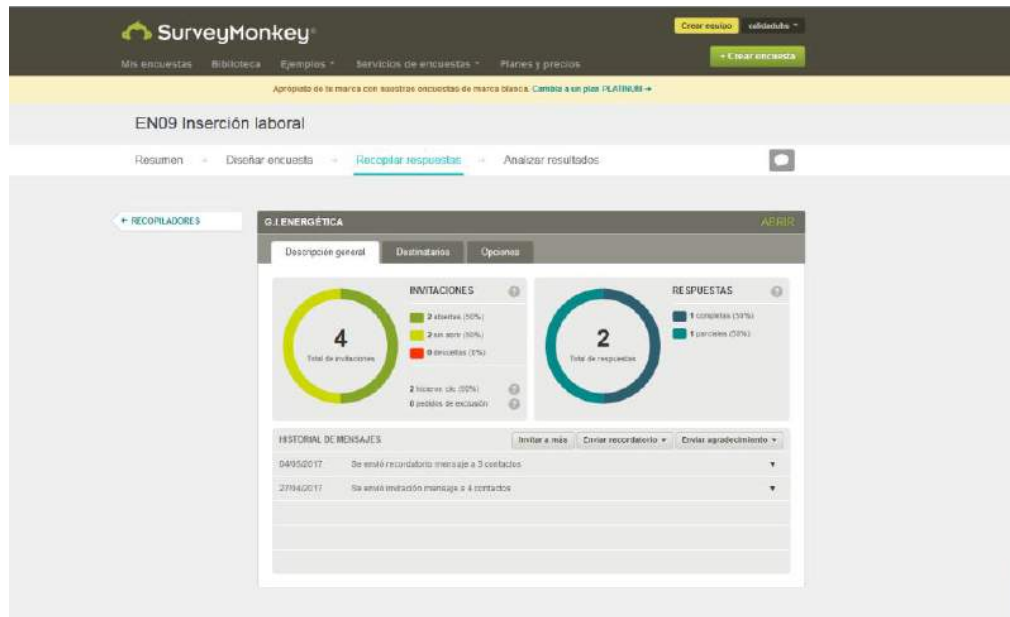 SurveyMonkey
Crear equipo calidadubu
Mis encuestas Biblioteca Ejemplos Servicios de encuestas Planes y precios + Crear encuesta
Aprópiate de la marca con nuestras encuestas de marca blanca. Cambia a un plan PLATINUM →
EN09 Inserción laboral
Resumen → Diseñar encuesta → Recopilar respuestas → Analizar resultados
← RECOPILADORES
G.I ENERGÉTICA ABRIR
Descripción general Destinatarios Opciones
INVITACIONES ?
4
Total de invitaciones
2 abiertas (50%)
2 sin abrir (50%)
0 devueltas (0%)
2 hicieron clic (50%) ?
0 pedidos de exclusión ?
RESPUESTAS ?
2
Total de respuestas
1 completas (50%)
1 parciales (50%)
HISTORIAL DE MENSAJES Invitar a más Enviar recordatorio Enviar agradecimiento
04/05/2017 Se envió recordatorio mensaje a 3 contactos
27/04/2017 Se envió invitación mensaje a 4 contactos